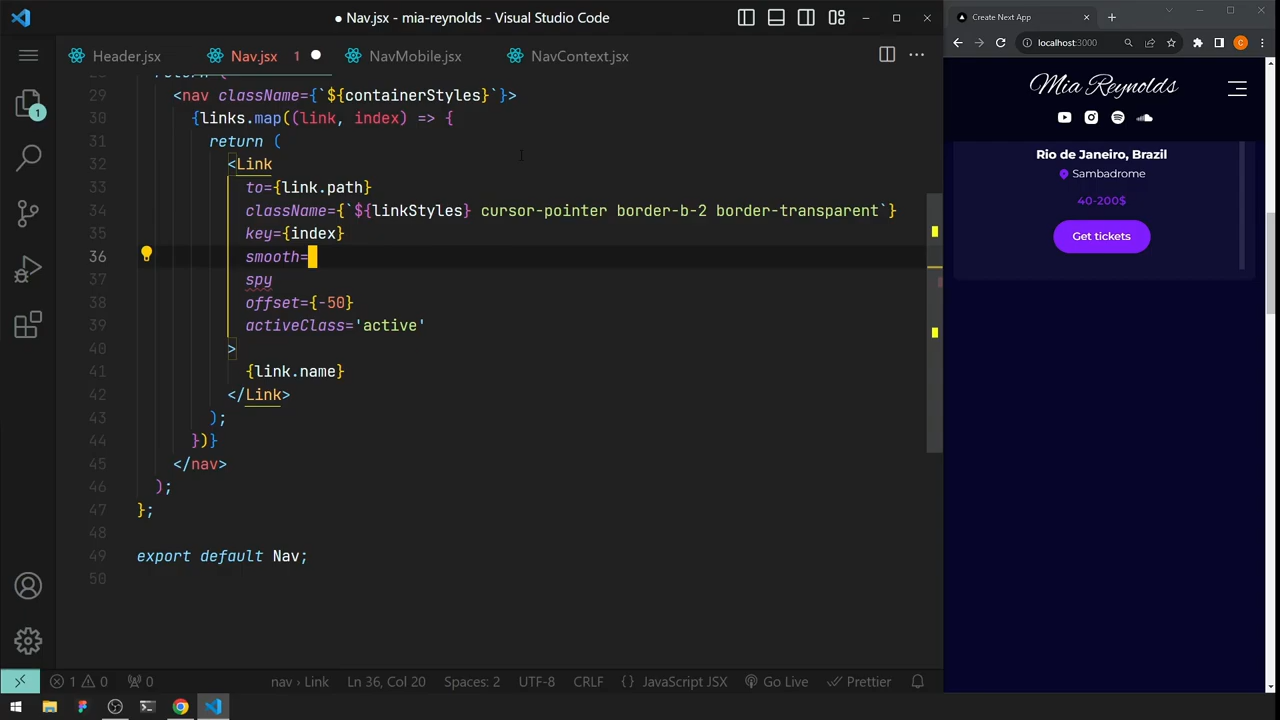 Nav.jsx - mia-reynolds - Visual Studio Code
Header.jsx
Nav.jsx 1
NavMobile.jsx
NavContext.jsx
1
29 <nav className={`${containerStyles}`}>
30 {links.map((link, index) => {
31 return (
32 <Link
33 to={link.path}
34 className={`${linkStyles} cursor-pointer border-b-2 border-transparent`}
35 key={index}
36 smooth=
37 spy
38 offset={-50}
39 activeClass='active'
40 >
41 {link.name}
42 </Link>
43 );
44 })}
45 </nav>
46 );
47 };
48
49 export default Nav;
50
1 0 0
nav › Link
Ln 36, Col 20
Spaces: 2
UTF-8
CRLF
{} JavaScript JSX
Go Live
Prettier
Create Next App
localhost:3000
C
Mia Reynolds
Rio de Janeiro, Brazil
Sambadrome
40-200$
Get tickets